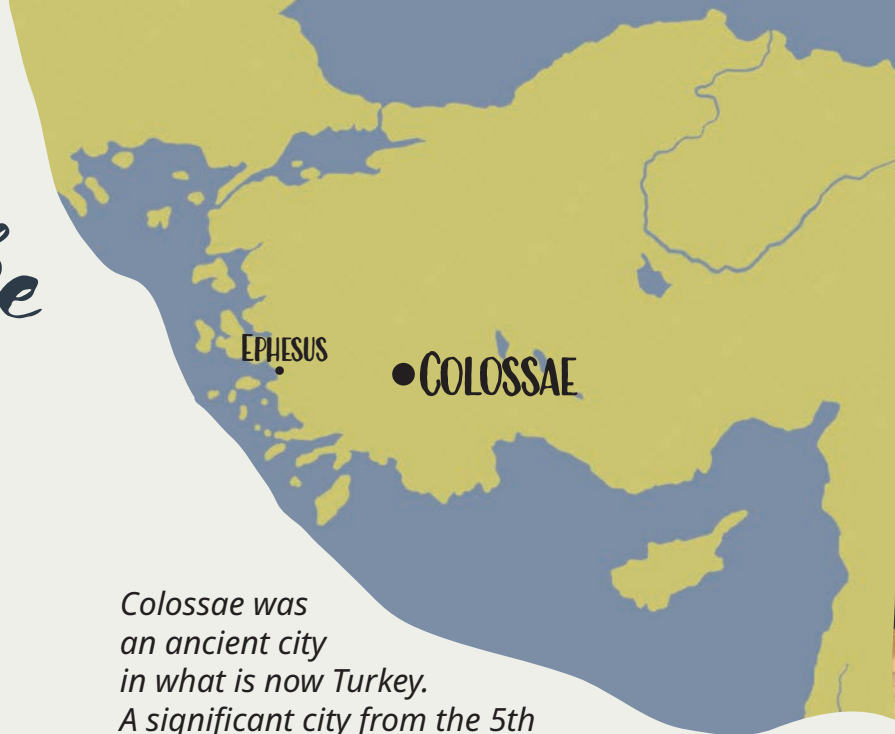 EPHESUS
COLOSSAE
Colossae was
an ancient city
in what is now Turkey.
A significant city from the 5th